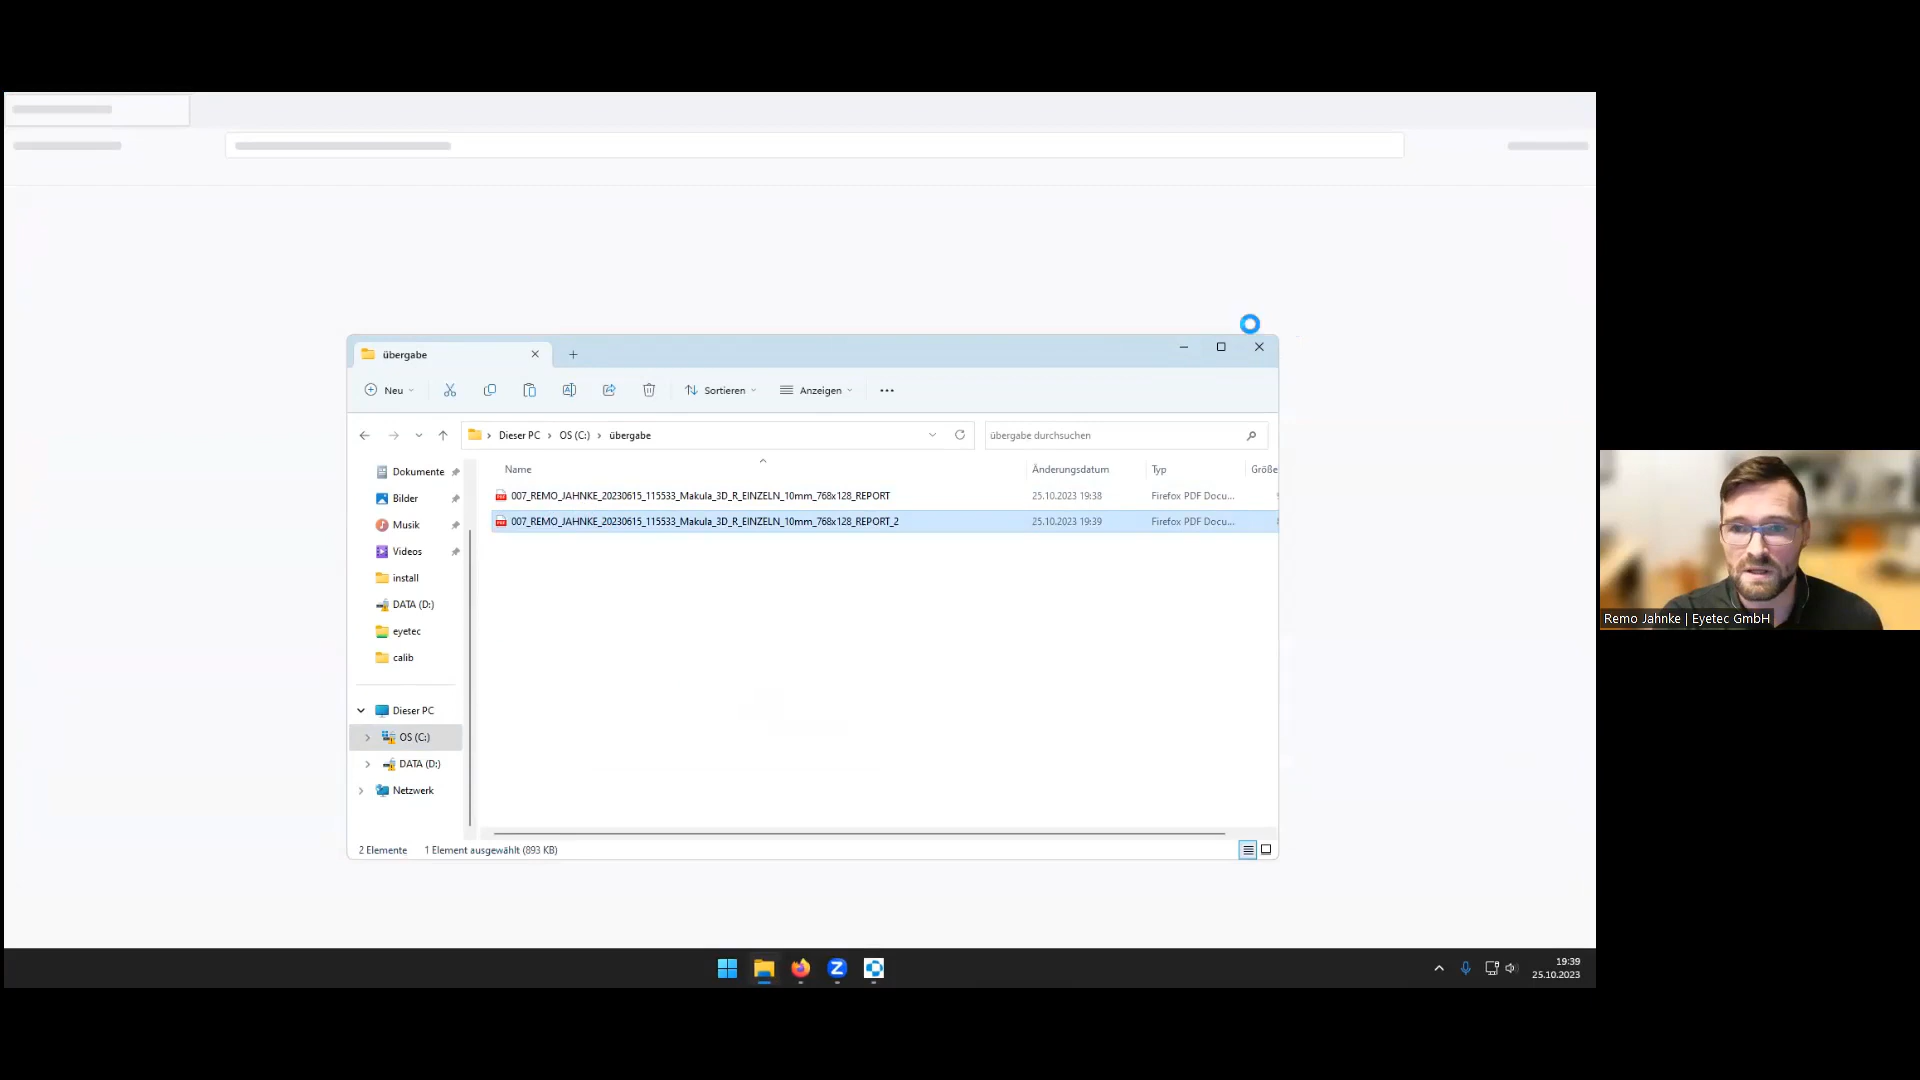 übergabe
Neu
Sortieren
Anzeigen
Dieser PC
OS (C:)
übergabe
übergabe durchsuchen
Name
Änderungsdatum
Typ
Größe
007_REMO_JAHNKE_20230615_115533_Makula_3D_R_EINZELN_10mm_768x128_REPORT
25.10.2023 19:38
Firefox PDF Docu...
007_REMO_JAHNKE_20230615_115533_Makula_3D_R_EINZELN_10mm_768x128_REPORT_2
25.10.2023 19:39
Firefox PDF Docu...
Dokumente
Bilder
Musik
Videos
install
DATA (D:)
eyetec
calib
Dieser PC
OS (C:)
DATA (D:)
Netzwerk
2 Elemente
1 Element ausgewählt (893 KB)
Remo Jahnke | Eyetec GmbH
19:39
25.10.2023